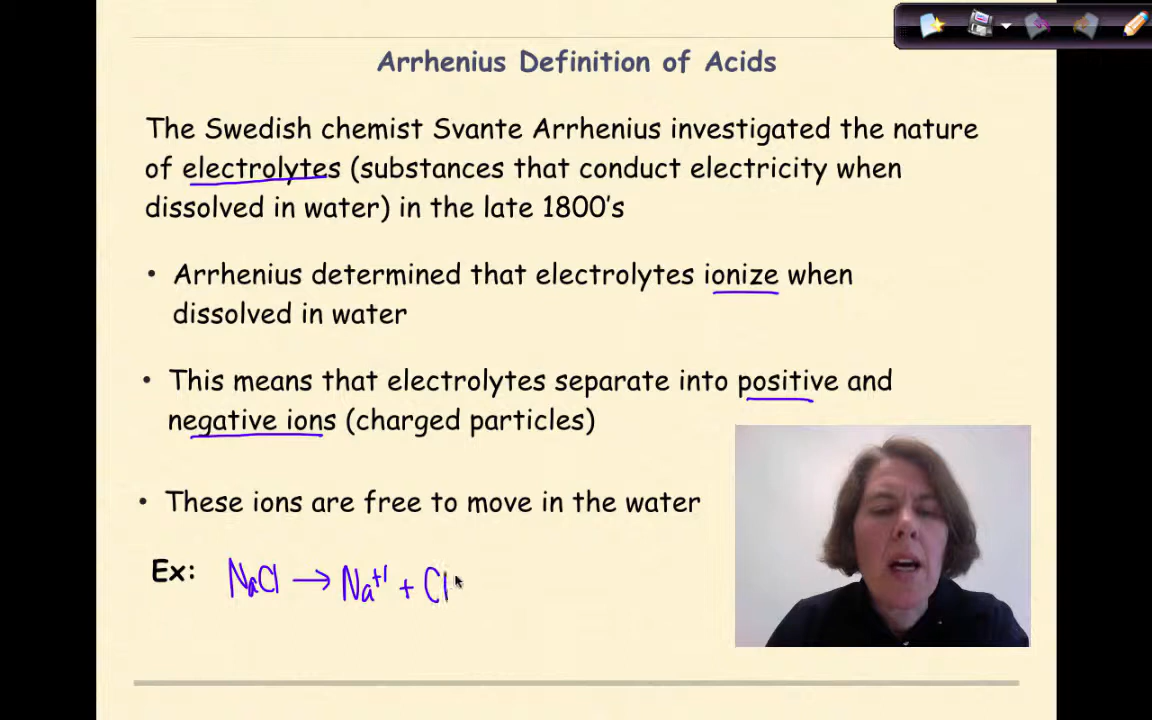 Arrhenius Definition of Acids
The Swedish chemist Svante Arrhenius investigated the nature
of electrolytes (substances that conduct electricity when
dissolved in water) in the late 1800's
• Arrhenius determined that electrolytes ionize when
dissolved in water
• This means that electrolytes separate into positive and
negative ions (charged particles)
• These ions are free to move in the water
Ex: NaCl → Na⁺¹ + Cl